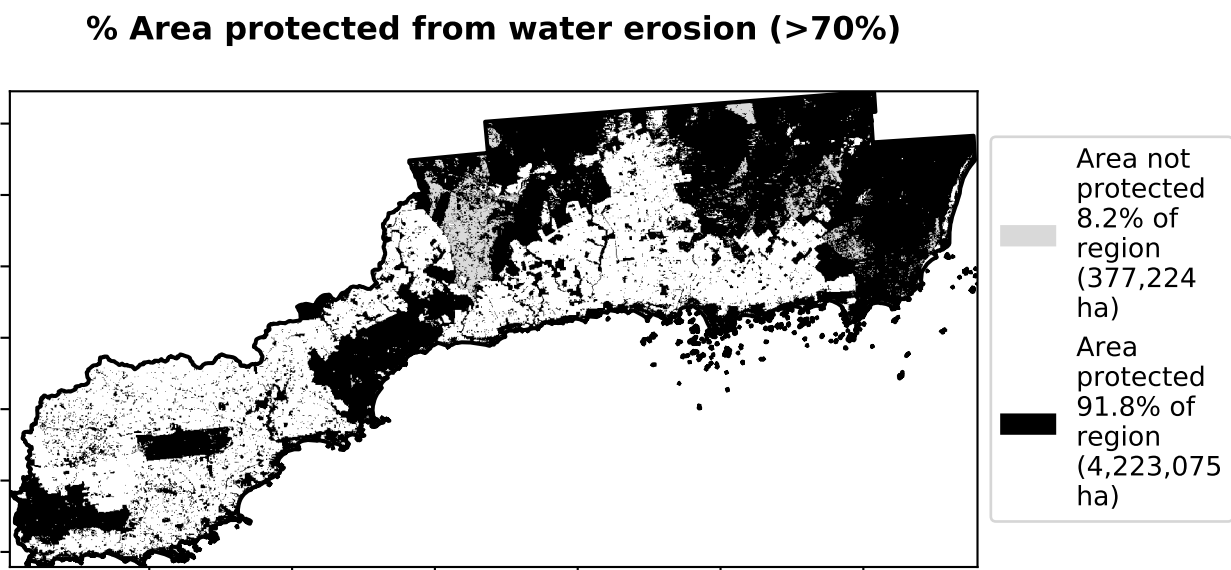 % Area protected from water erosion (>70%)
Area not
protected
8.2% of
region
(377,224
ha)
Area
protected
91.8% of
region
(4,223,075
ha)